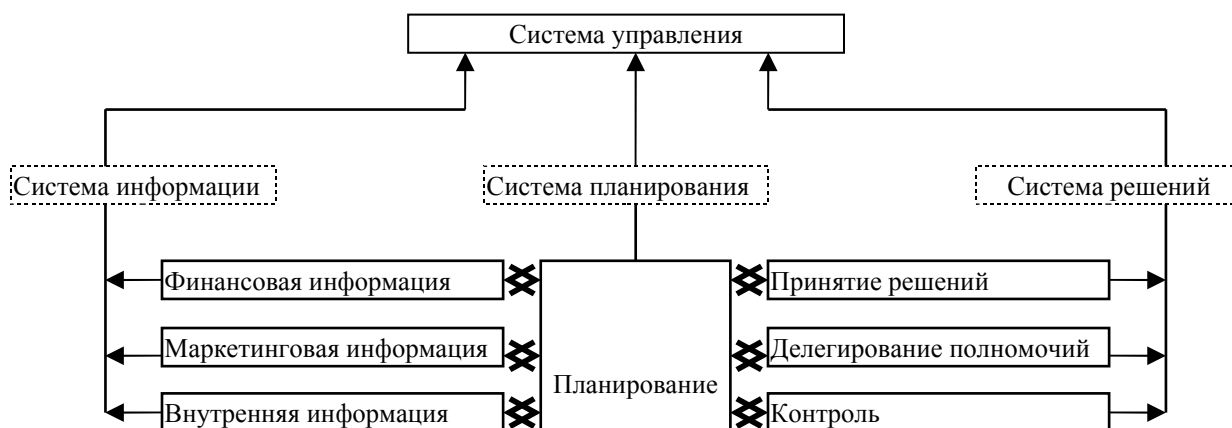 Система управления
Система информации
Система планирования
Система решений
Финансовая информация
Принятие решений
Маркетинговая информация
Делегирование полномочий
Планирование
Внутренняя информация
Контроль